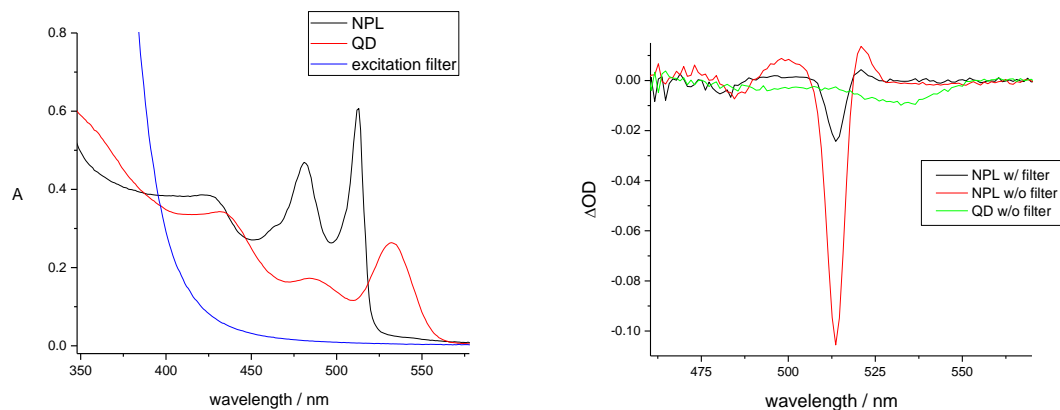 NPL
QD
excitation filter
0.8
0.6
0.4
0.2
0.0
A
350 400 450 500 550
wavelength / nm
0.00
-0.02
-0.04
-0.06
-0.08
-0.10
ΔOD
NPL w/ filter
NPL w/o filter
QD w/o filter
475 500 525 550
wavelength / nm